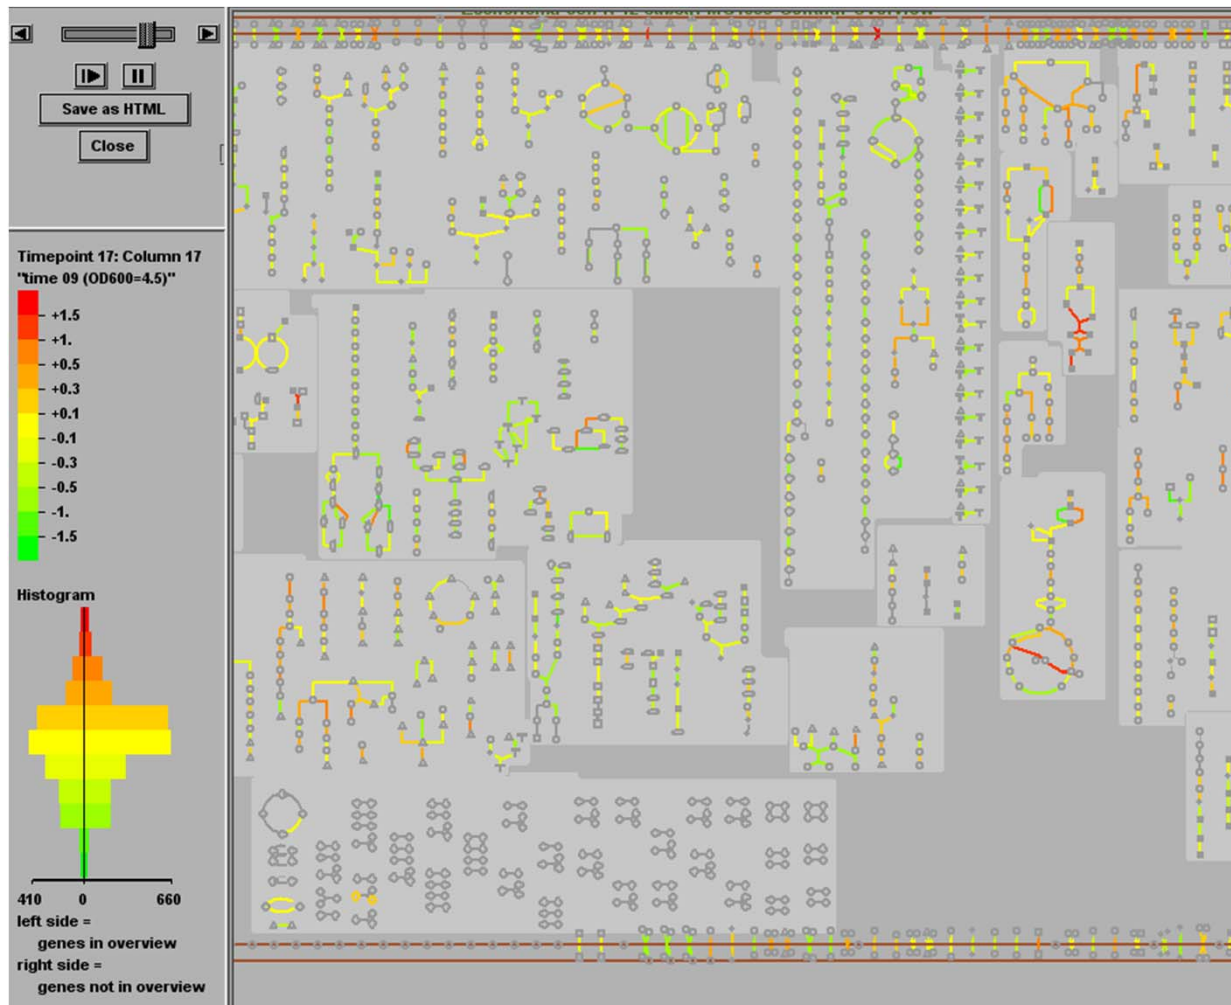 Save as HTML
Close
Timepoint 17: Column 17
"time 09 (OD600=4.5)"
+1.5
+1.
+0.5
+0.3
+0.1
-0.1
-0.3
-0.5
-1.
-1.5
Histogram
410 0 660
left side =
genes in overview
right side =
genes not in overview